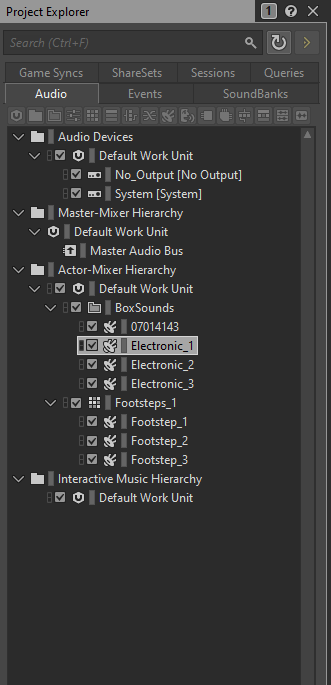 Project Explorer 1 ? ×
Search (Ctrl+F)
Game Syncs ShareSets Sessions Queries
Audio Events SoundBanks
Audio Devices
Default Work Unit
No_Output [No Output]
System [System]
Master-Mixer Hierarchy
Default Work Unit
Master Audio Bus
Actor-Mixer Hierarchy
Default Work Unit
BoxSounds
07014143
Electronic_1
Electronic_2
Electronic_3
Footsteps_1
Footstep_1
Footstep_2
Footstep_3
Interactive Music Hierarchy
Default Work Unit